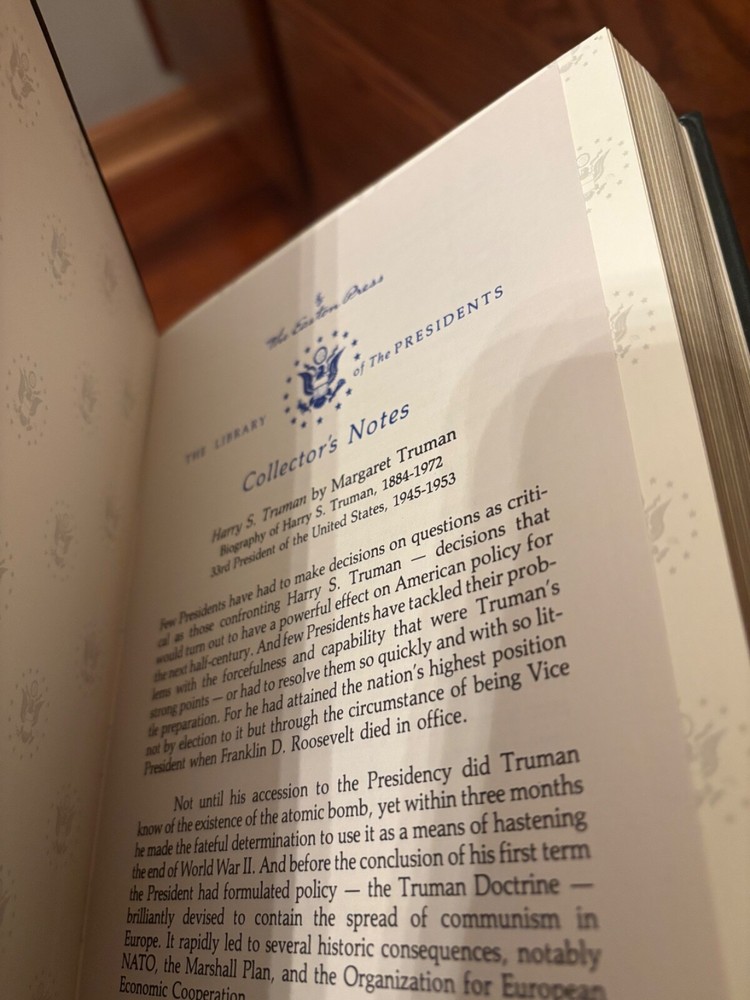 by
The Easton Press
THE LIBRARY of The PRESIDENTS
Collector's Notes
Harry S. Truman by Margaret Truman
Biography of Harry S. Truman, 1884-1972
33rd President of the United States, 1945-1953
Few Presidents have had to make decisions on questions as criti-
cal as those confronting Harry S. Truman — decisions that
would turn out to have a powerful effect on American policy for
the next half-century. And few Presidents have tackled their prob-
lems with the forcefulness and capability that were Truman's
strong points — or had to resolve them so quickly and with so lit-
tle preparation. For he had attained the nation's highest position
not by election to it but through the circumstance of being Vice
President when Franklin D. Roosevelt died in office.
Not until his accession to the Presidency did Truman
know of the existence of the atomic bomb, yet within three months
he made the fateful determination to use it as a means of hastening
the end of World War II. And before the conclusion of his first term
the President had formulated policy — the Truman Doctrine —
brilliantly devised to contain the spread of communism in
Europe. It rapidly led to several historic consequences, notably
NATO, the Marshall Plan, and the Organization for European
Economic Cooperation